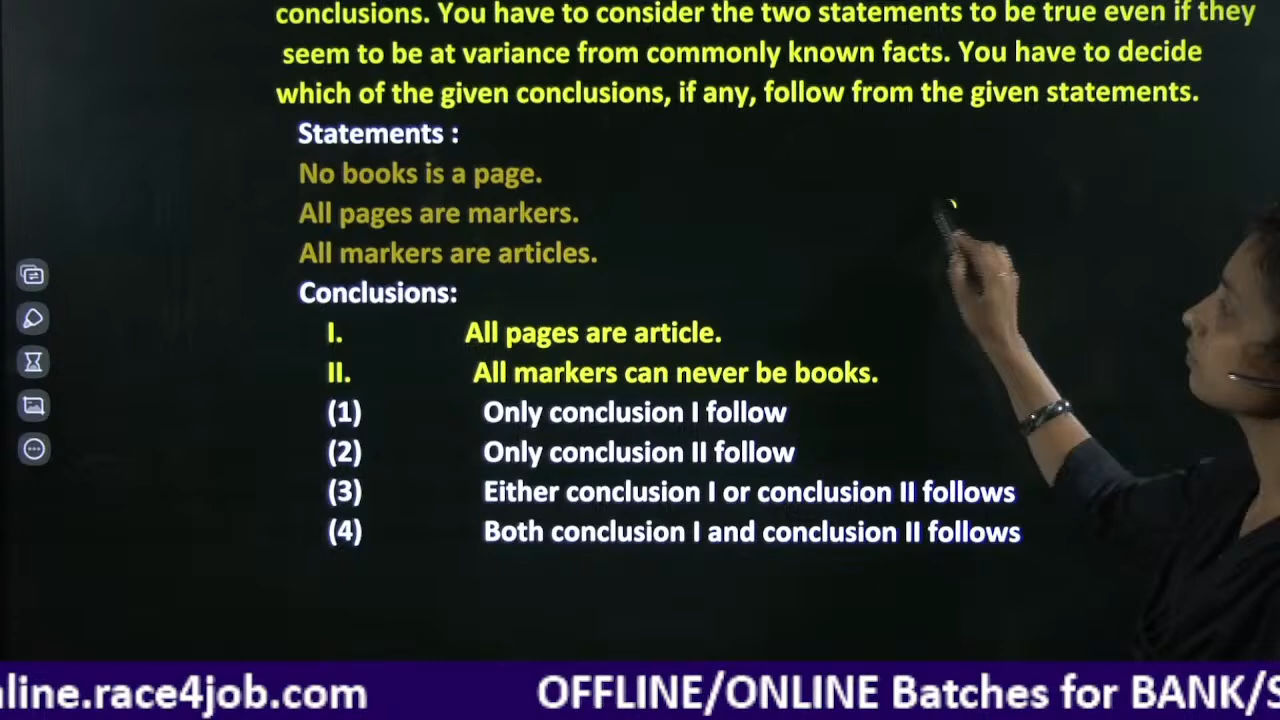 conclusions. You have to consider the two statements to be true even if they
seem to be at variance from commonly known facts. You have to decide
which of the given conclusions, if any, follow from the given statements.
Statements :
No books is a page.
All pages are markers.
All markers are articles.
Conclusions:
I. All pages are article.
II. All markers can never be books.
(1) Only conclusion I follow
(2) Only conclusion II follow
(3) Either conclusion I or conclusion II follows
(4) Both conclusion I and conclusion II follows
nline.race4job.com OFFLINE/ONLINE Batches for BANK/S